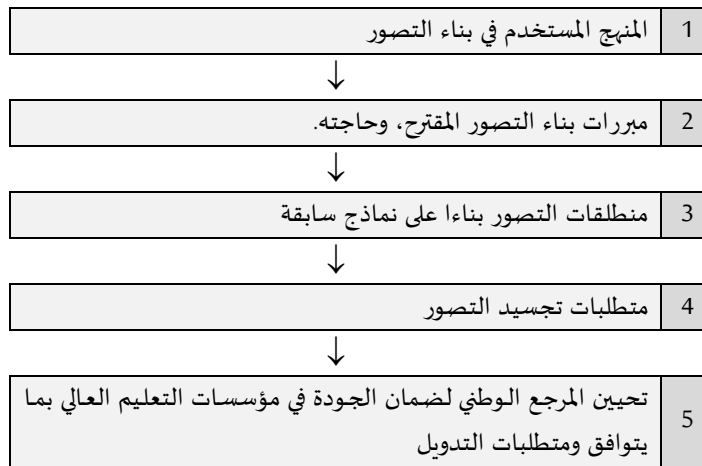 1 المنهج المستخدم في بناء التصور
↓
2 مبررات بناء التصور المقترح، وحاجته.
↓
3 منطلقات التصور بناءا على نماذج سابقة
↓
4 متطلبات تجسيد التصور
↓
5 تحيين المرجع الوطني لضمان الجودة في مؤسسات التعليم العالي بما
يتوافق ومتطلبات التدويل